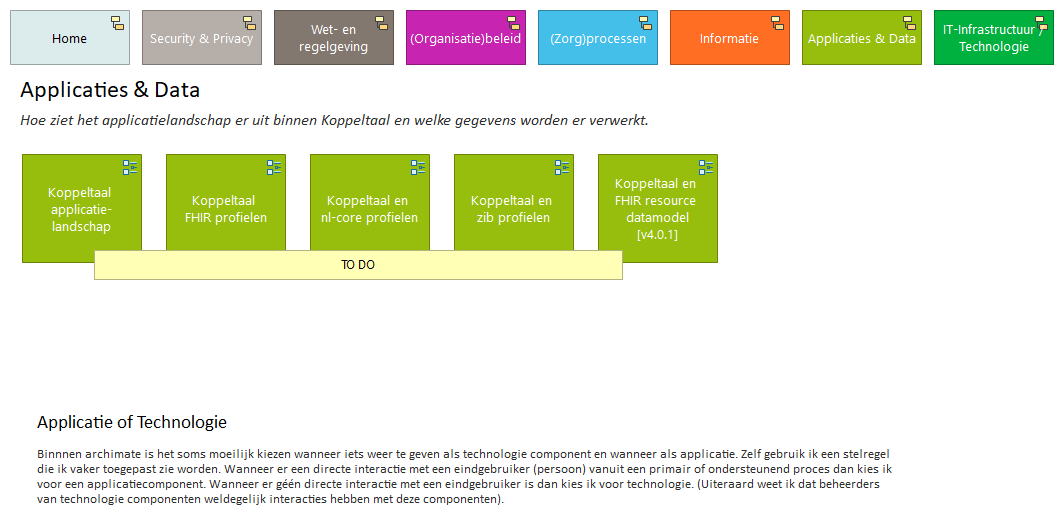 Home
Security & Privacy
Wet- en
regelgeving
(Organisatie)beleid
(Zorg)processen
Informatie
Applicaties & Data
IT-Infrastructuur /
Technologie
Applicaties & Data
Hoe ziet het applicatielandschap er uit binnen Koppeltaal en welke gegevens worden er verwerkt.
Koppeltaal
applicatie-
landschap
Koppeltaal
FHIR profielen
Koppeltaal en
nl-core profielen
Koppeltaal en
zib profielen
Koppeltaal en
FHIR resource
datamodel
[v4.0.1]
TO DO
Applicatie of Technologie
Binnnen archimate is het soms moeilijk kiezen wanneer iets weer te geven als technologie component en wanneer als applicatie. Zelf gebruik ik een stelregel
die ik vaker toegepast zie worden. Wanneer er een directe interactie met een eindgebruiker (persoon) vanuit een primair of ondersteunend proces dan kies ik
voor een applicatiecomponent. Wanneer er géén directe interactie met een eindgebruiker is dan kies ik voor technologie. (Uiteraard weet ik dat beheerders
van technologie componenten weldegelijk interacties hebben met deze componenten).